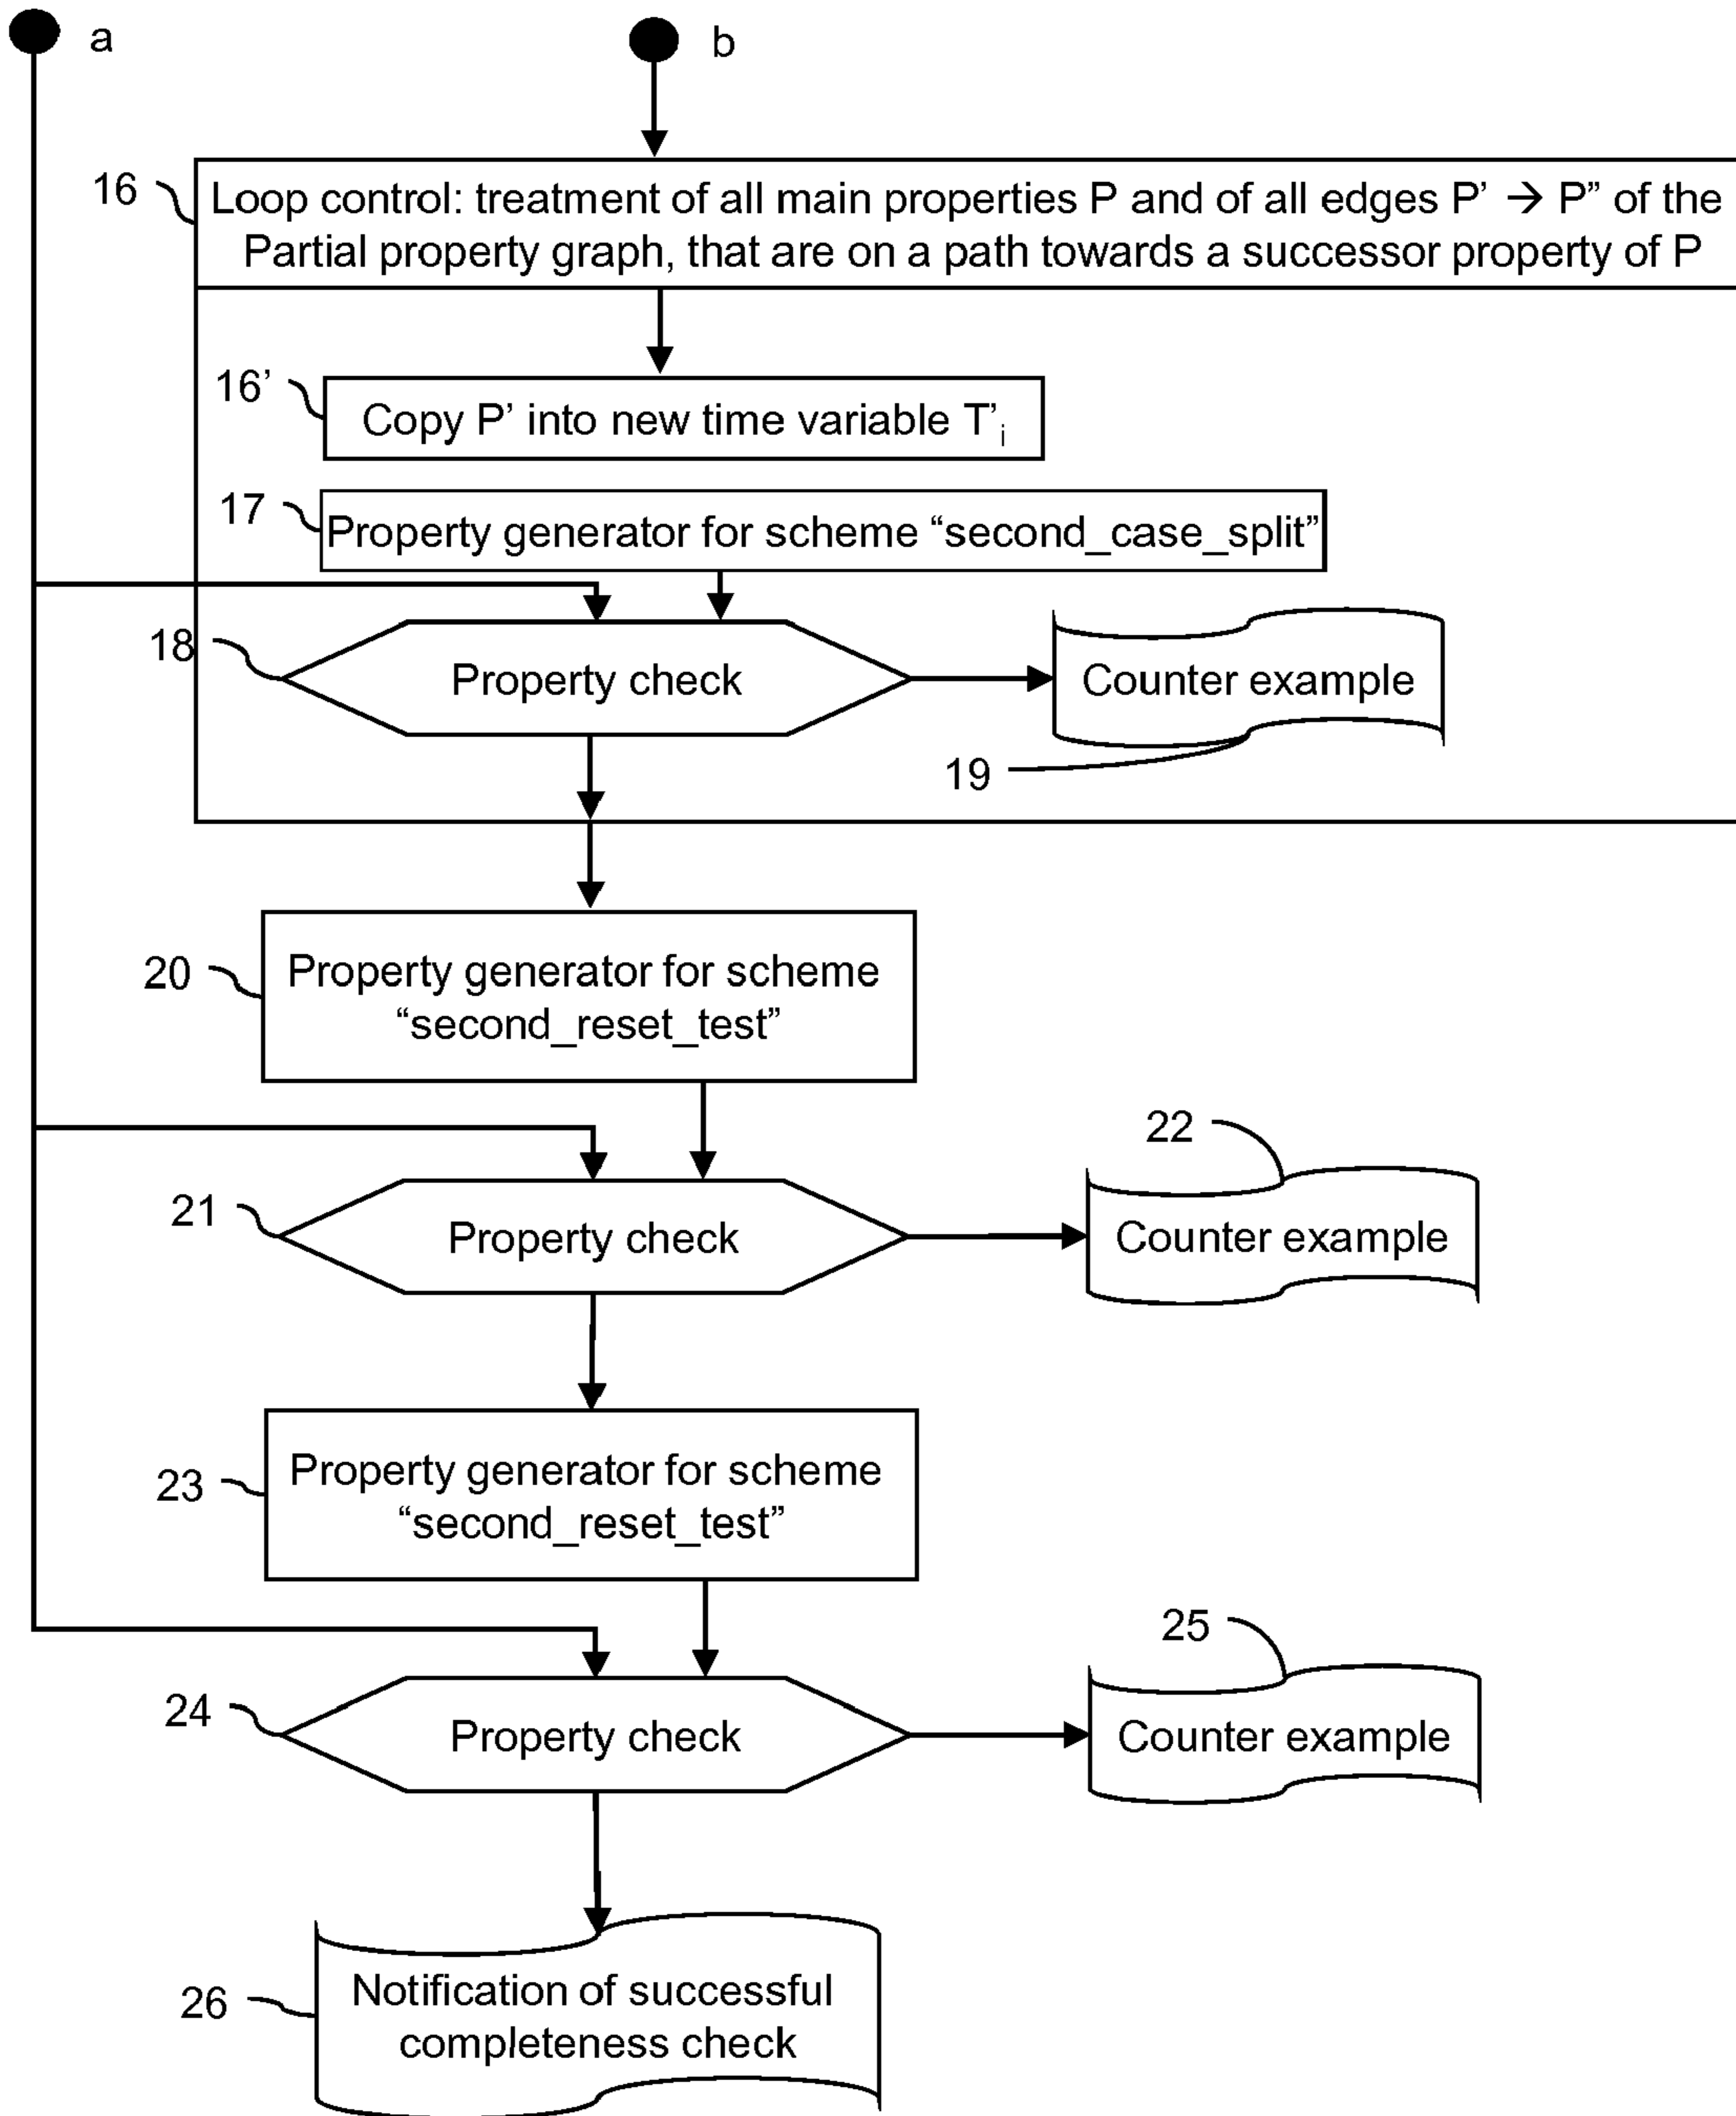 a
b
16
Loop control: treatment of all main properties P and of all edges P’ → P” of the
Partial property graph, that are on a path towards a successor property of P
16’
Copy P’ into new time variable T’i
17
Property generator for scheme “second_case_split”
18
Property check
Counter example
19
20
Property generator for scheme
“second_reset_test”
22
21
Property check
Counter example
23
Property generator for scheme
“second_reset_test”
25
24
Property check
Counter example
26
Notification of successful
completeness check